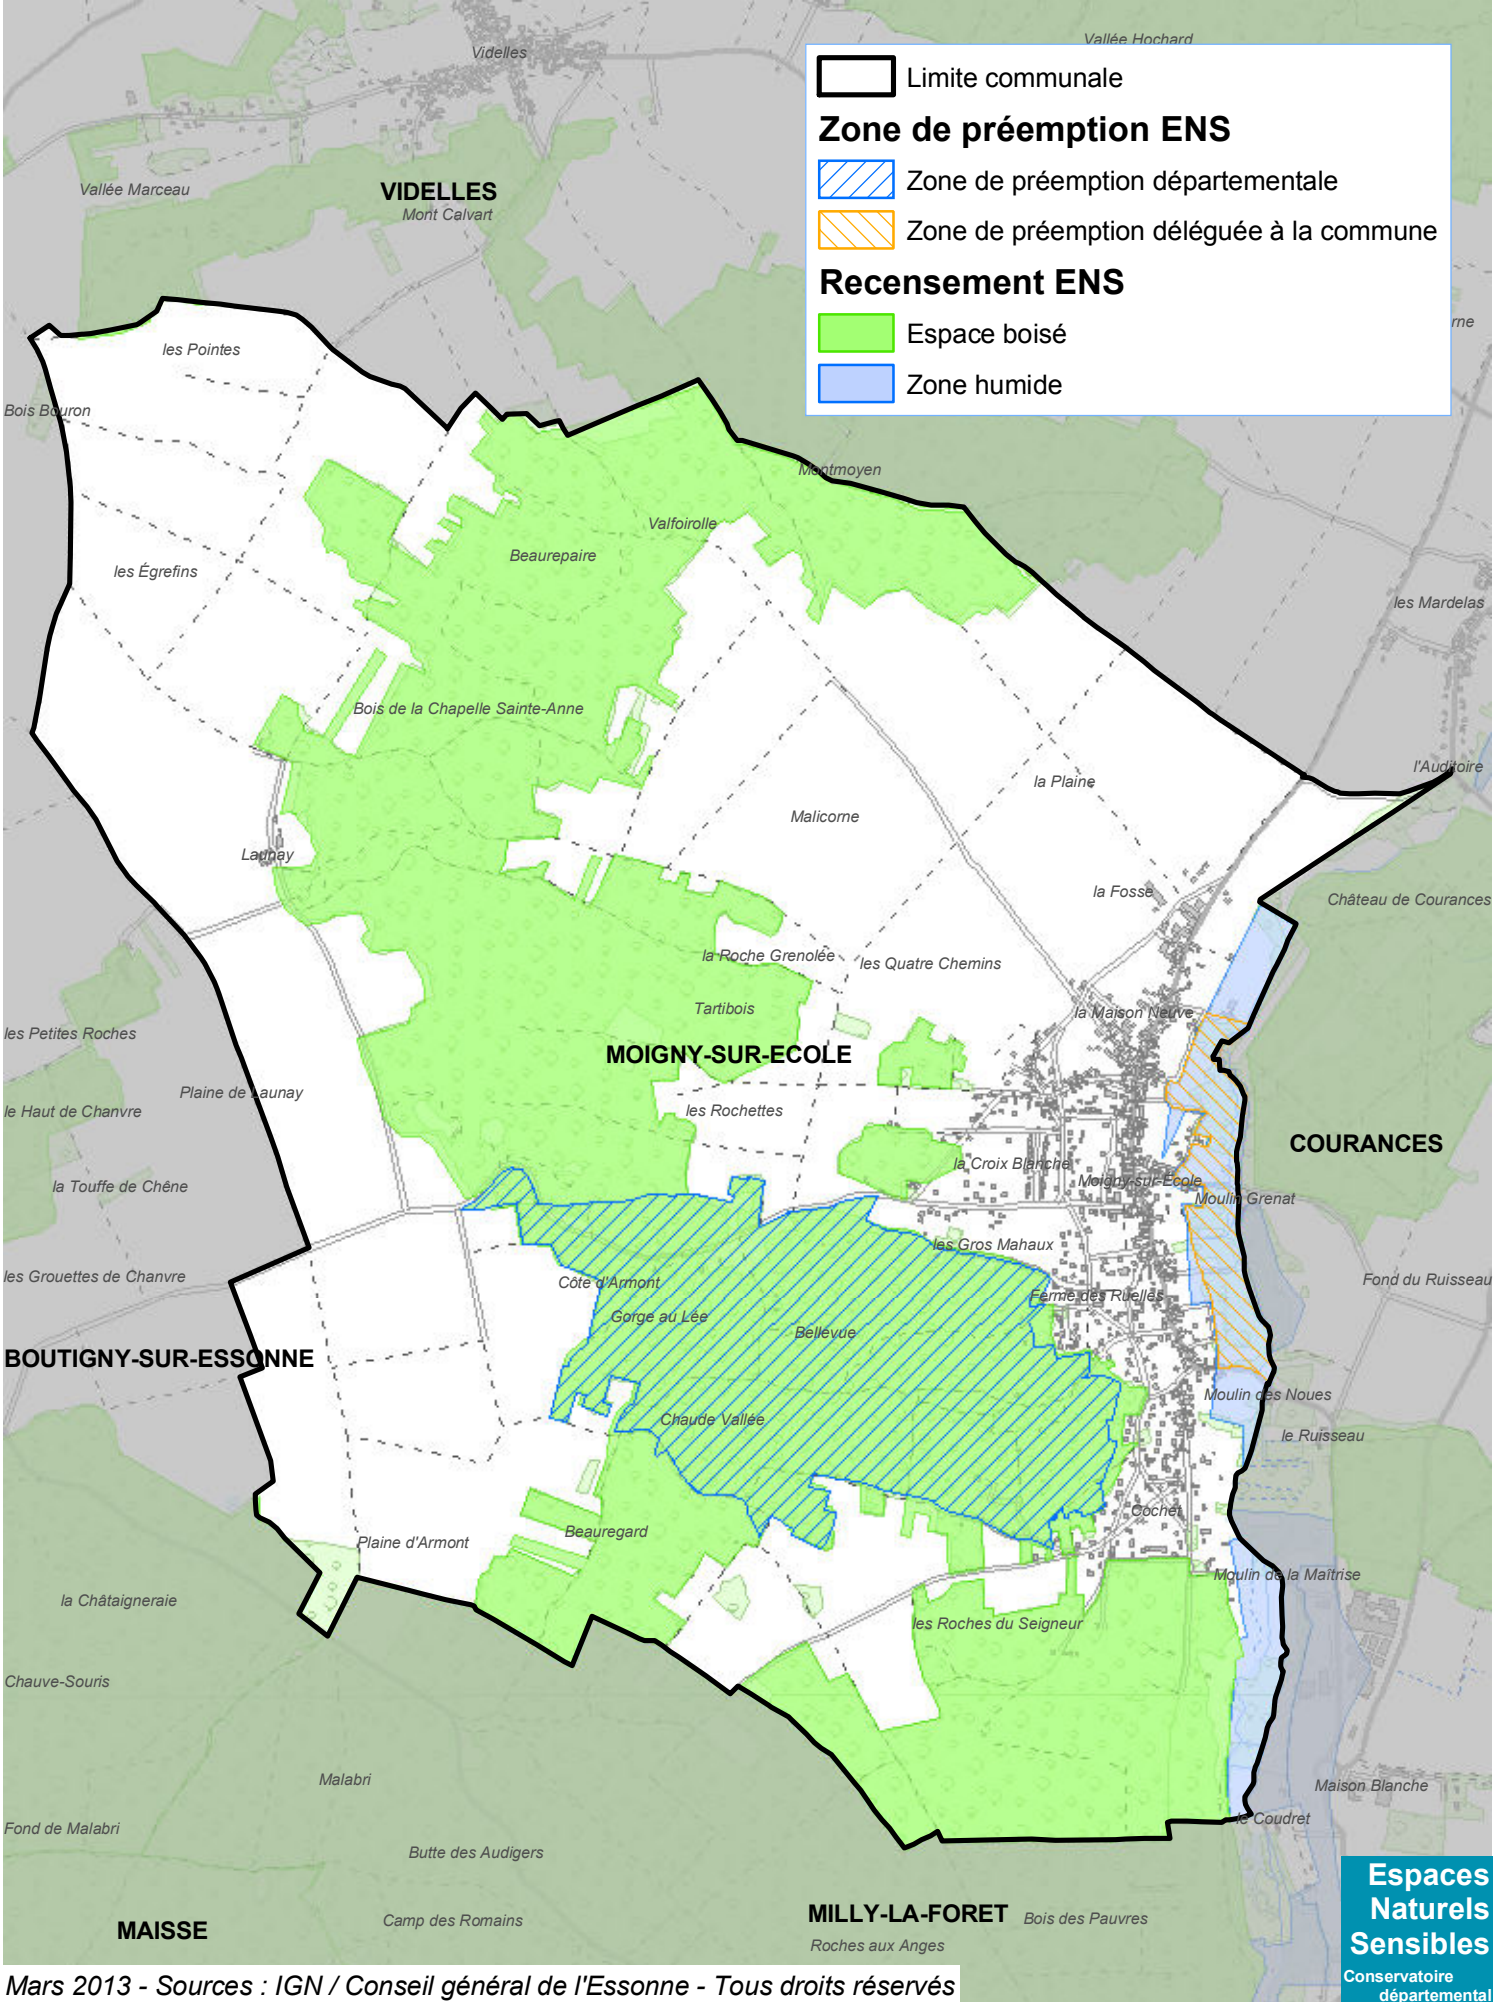 Vallée Hochard
Videlles
Limite communale
Zone de préemption ENS
Zone de préemption départementale
Zone de préemption déléguée à la commune
Recensement ENS
Espace boisé
Zone humide
Vallée Marceau
VIDELLES
Mont Calvart
rne
les Pointes
Bois Bouron
Montmoyen
Valfoirolle
Beaurepaire
les Égrefins
les Mardelas
Bois de la Chapelle Sainte-Anne
l'Auditoire
la Plaine
Malicorne
Launay
la Fosse
Château de Courances
la Roche Grenolée
les Quatre Chemins
Tartibois
la Maison Neuve
les Petites Roches
MOIGNY-SUR-ECOLE
Plaine de Launay
le Haut de Chanvre
les Rochettes
COURANCES
la Croix Blanche
la Touffe de Chêne
Moigny-sur-École
Moulin Grenat
les Gros Mahaux
les Grouettes de Chanvre
Côte d'Armont
Fond du Ruisseau
Ferme des Ruelles
Gorge au Lée
Bellevue
BOUTIGNY-SUR-ESSONNE
Moulin des Noues
Chaude Vallée
le Ruisseau
Cochet
Beauregard
Plaine d'Armont
Moulin de la Maîtrise
la Châtaigneraie
les Roches du Seigneur
Chauve-Souris
Malabri
Maison Blanche
le Coudret
Fond de Malabri
Butte des Audigers
Espaces
Naturels
Sensibles
Conservatoire
départemental
MILLY-LA-FORET
Bois des Pauvres
Camp des Romains
MAISSE
Roches aux Anges
Mars 2013 - Sources : IGN / Conseil général de l'Essonne - Tous droits réservés